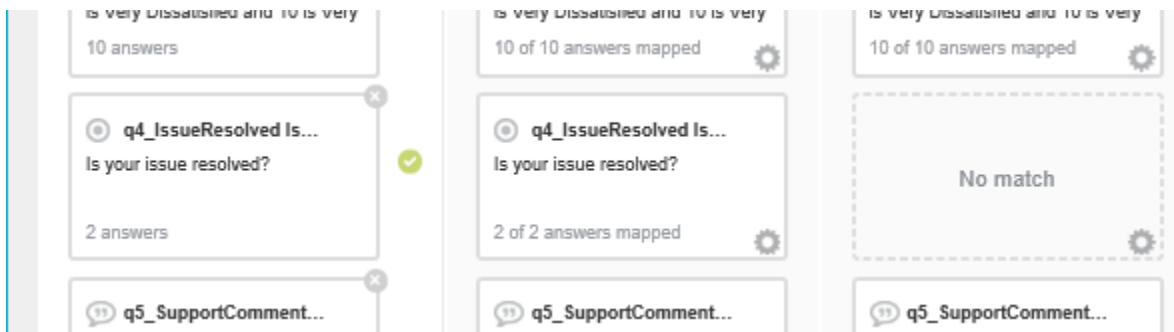 is Very Dissatisfied and 10 is Very
10 answers
is Very Dissatisfied and 10 is Very
10 of 10 answers mapped
is Very Dissatisfied and 10 is Very
10 of 10 answers mapped
q4_IssueResolved Is...
Is your issue resolved?
2 answers
q4_IssueResolved Is...
Is your issue resolved?
2 of 2 answers mapped
No match
q5_SupportComment...
q5_SupportComment...
q5_SupportComment...